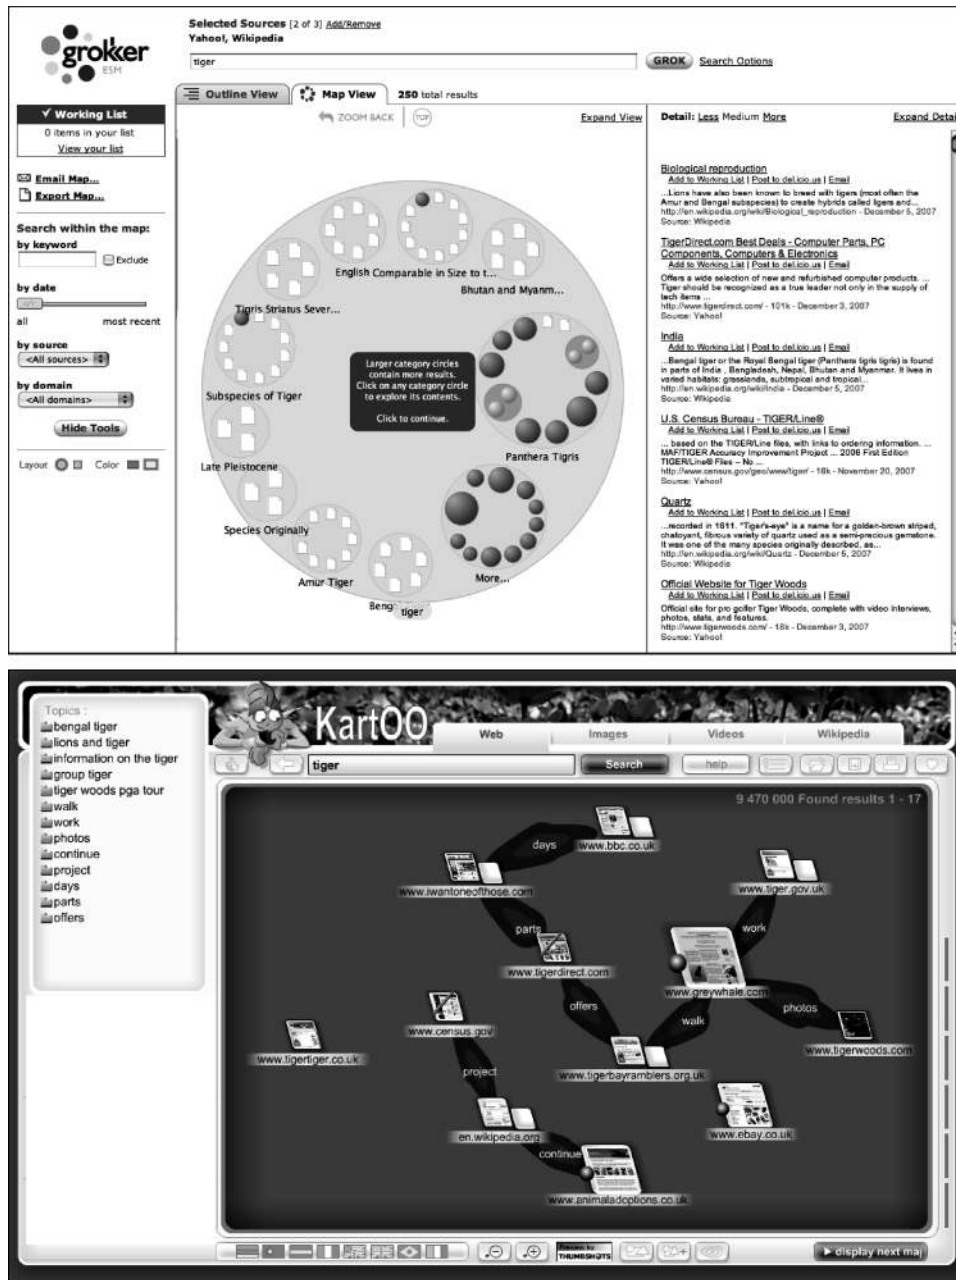 grokker
ESM
Selected Sources [2 of 3] Add/Remove
Yahoo!, Wikipedia
tiger
GROK Search Options
Outline View Map View 250 total results
ZOOM BACK TOP Expand View
Working List
0 items in your list
View your list
Email Map...
Export Map...
Search within the map:
by keyword
Exclude
by date
all most recent
by source
<All sources>
by domain
<All domains>
Hide Tools
Layout Color
English Comparable in Size to t...
Bhutan and Myanm...
Tigris Striatus Sever...
Subspecies of Tiger
Late Pleistocene
Species Originally
Amur Tiger
Beng
tiger
More...
Panthera Tigris
Larger category circles
contain more results.
Click on any category circle
to explore its contents.
Click to continue.
Detail: Less Medium More Expand Detai
Biological reproduction
Add to Working List | Post to del.icio.us | Email
...Lions have also been known to breed with tigers (most often the
Amur and Bengal subspecies) to create hybrids called ligers and...
http://en.wikipedia.org/wiki/Biological_reproduction - December 5, 2007
Source: Wikipedia
TigerDirect.com Best Deals - Computer Parts, PC
Components, Computers & Electronics
Add to Working List | Post to del.icio.us | Email
Offers a wide selection of new and refurbished computer products. ...
Tiger should be recognized as a true leader not only in the supply of
tech items ...
http://www.tigerdirect.com/ - 101k - December 3, 2007
Source: Yahoo!
India
Add to Working List | Post to del.icio.us | Email
...Bengal tiger or the Royal Bengal tiger (Panthera tigris tigris) is found
in parts of India , Bengladesh, Nepal, Bhutan and Myanmer. It lives in
varied habitats: grasslands, subtropical and tropical...
http://en.wikipedia.org/wiki/India - December 5, 2007
Source: Wikipedia
U.S. Census Bureau - TIGER/Line®
Add to Working List | Post to del.icio.us | Email
... based on the TIGER/Line files, with links to ordering information. ...
MAF/TIGER Accuracy Improvement Project ... 2006 First Edition
TIGER/Line® Files -- No ...
http://www.census.gov/geo/www/tiger/ - 16k - November 20, 2007
Source: Yahoo!
Quartz
Add to Working List | Post to del.icio.us | Email
...recorded in 1811. "Tiger's-eye" is a name for a golden-brown striped,
chatoyant, fibrous variety of quartz used as a semi-precious gemstone.
It was one of the many species originally described, as...
http://en.wikipedia.org/wiki/Quartz - December 5, 2007
Source: Wikipedia
Official Website for Tiger Woods
Add to Working List | Post to del.icio.us | Email
Official site for pro golfer Tiger Woods, complete with video interviews,
photos, stats, and features.
http://www.tigerwoods.com/ - 18k - December 3, 2007
Source: Yahoo!
Topics :
bengal tiger
lions and tiger
information on the tiger
group tiger
tiger woods pga tour
walk
work
photos
continue
project
days
parts
offers
KartOO
Web Images Videos Wikipedia
tiger Search help
9 470 000 Found results 1 - 17
days
www.bbc.co.uk
www.iwantoneofthose.com
www.tiger.gov.uk
parts
work
www.tigerdirect.com
www.greywhale.com
offers
photos
www.census.gov
walk
www.tigertiger.co.uk
www.tigerwoods.com
project
www.tigerbayramblers.org.uk
en.wikipedia.org
www.ebay.co.uk
continue
www.animaladoptions.co.uk
THUMBSHOTS
display next ma